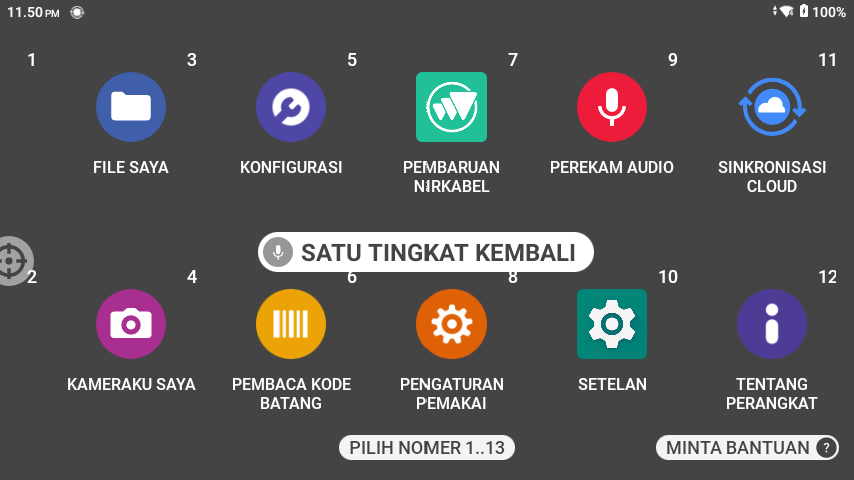 11.50 PM
100%
1
3
5
7
9
11
FILE SAYA
KONFIGURASI
PEMBARUAN
NIRKABEL
PEREKAM AUDIO
SINKRONISASI
CLOUD
SATU TINGKAT KEMBALI
2
4
6
8
10
12
KAMERAKU SAYA
PEMBACA KODE
BATANG
PENGATURAN
PEMAKAI
SETELAN
TENTANG
PERANGKAT
PILIH NOMER 1..13
MINTA BANTUAN ?